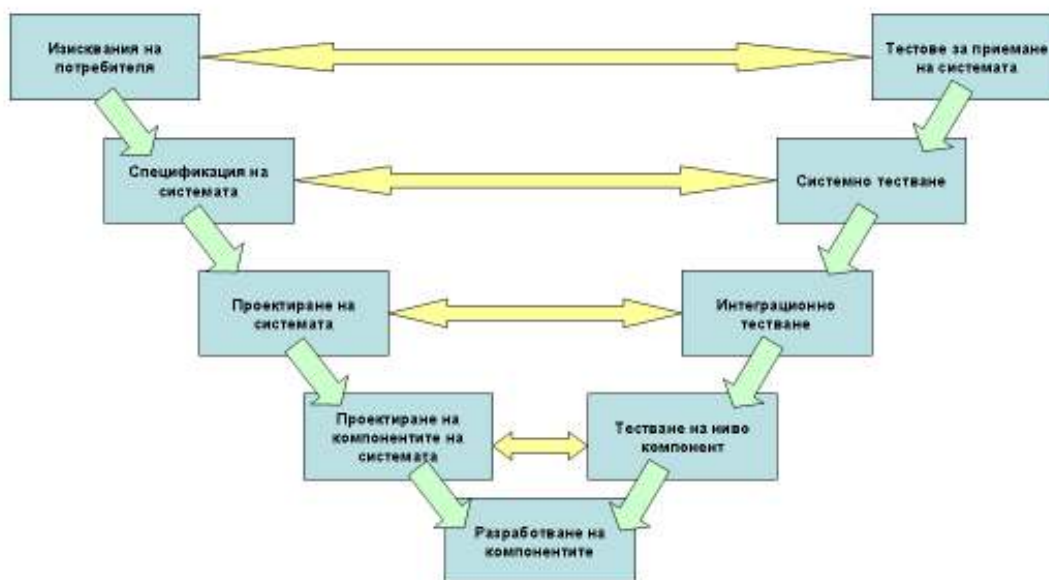 Изисквания на
потребителя
Тестове за приемане
на системата
Спецификация на
системата
Системно тестване
Проектиране на
системата
Интеграционно
тестване
Проектиране на
компонентите на
системата
Тестване на ниво
компонент
Разработване на
компонентите